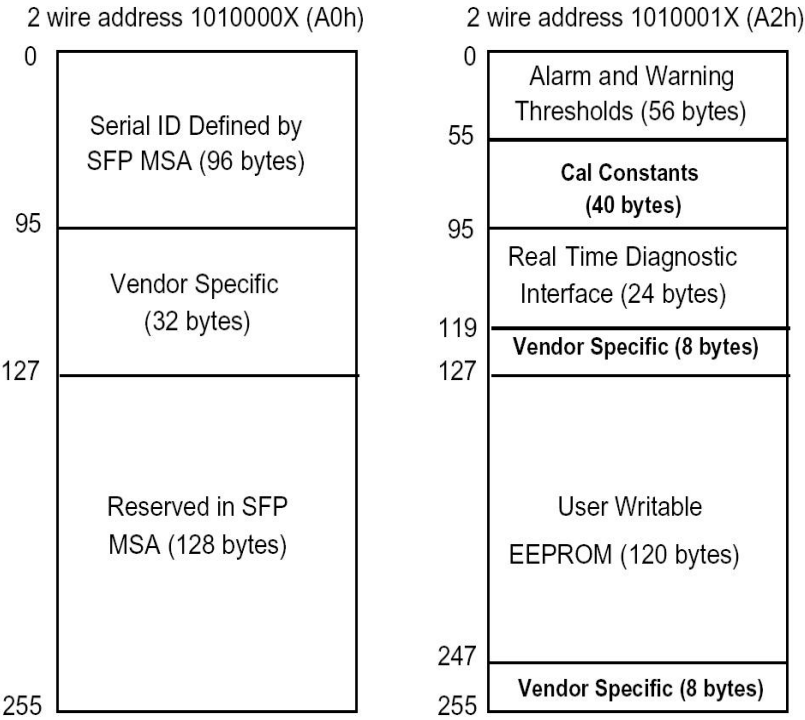 2 wire address 1010000X (A0h)
0
Serial ID Defined by
SFP MSA (96 bytes)
95
Vendor Specific
(32 bytes)
127
Reserved in SFP
MSA (128 bytes)
255
2 wire address 1010001X (A2h)
0
Alarm and Warning
Thresholds (56 bytes)
55
Cal Constants
(40 bytes)
95
Real Time Diagnostic
Interface (24 bytes)
119
Vendor Specific (8 bytes)
127
User Writable
EEPROM (120 bytes)
247
Vendor Specific (8 bytes)
255